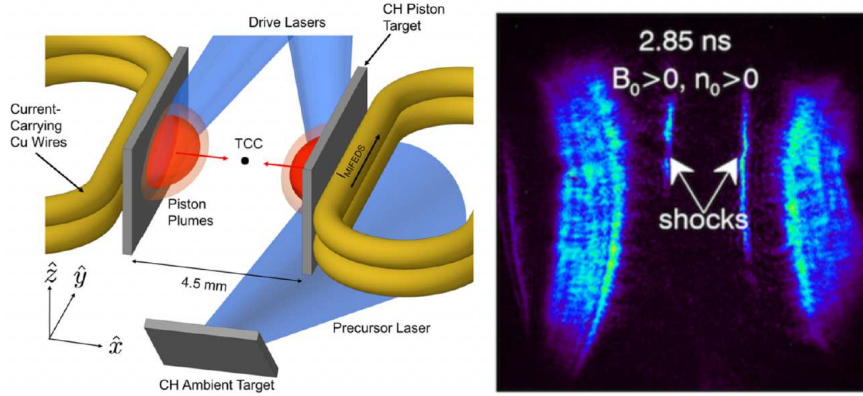 Drive Lasers
CH Piston
Target
Current-
Carrying
Cu Wires
TCC
I_MIFEDS
Piston
Plumes
4.5 mm
ẑ
ŷ
x̂
Precursor Laser
CH Ambient Target
2.85 ns
B₀>0, n₀>0
shocks